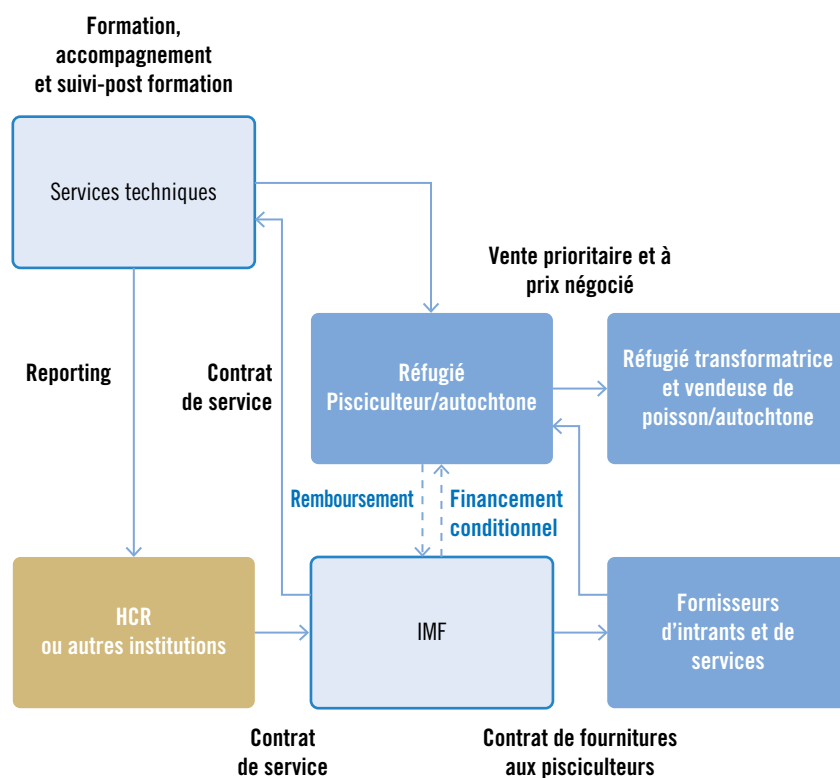 Formation,
accompagnement
et suivi-post formation
Services techniques
Vente prioritaire et à
prix négocié
Reporting
Contrat
de service
Réfugié
Pisciculteur/autochtone
Réfugié transformatrice
et vendeuse de
poisson/autochtone
Remboursement
Financement
conditionnel
HCR
ou autres institutions
IMF
Fornisseurs
d'intrants et de
services
Contrat
de service
Contrat de fournitures
aux pisciculteurs